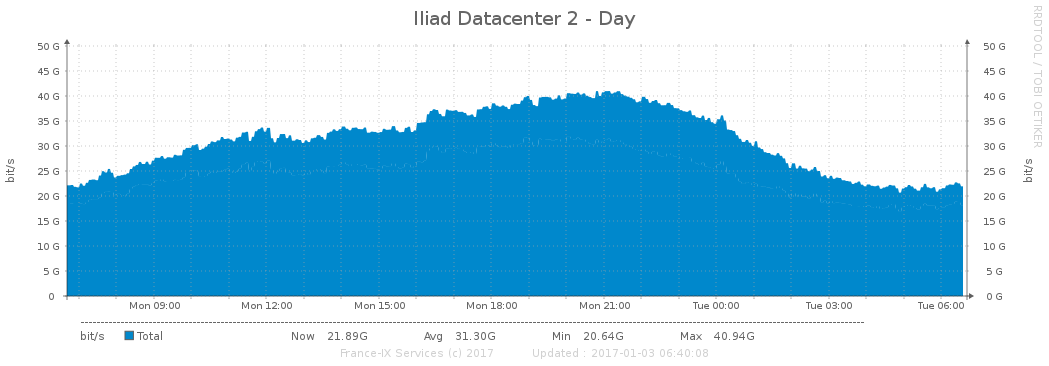 Iliad Datacenter 2 - Day
RRDTOOL / TOBI OETIKER
50 G 50 G
45 G 45 G
40 G 40 G
35 G 35 G
30 G 30 G
25 G 25 G
20 G 20 G
15 G 15 G
10 G 10 G
5 G 5 G
0 0 G
bit/s bit/s
Mon 09:00 Mon 12:00 Mon 15:00 Mon 18:00 Mon 21:00 Tue 00:00 Tue 03:00 Tue 06:00
bit/s Total Now 21.89G Avg 31.30G Min 20.64G Max 40.94G
France-IX Services (c) 2017 Updated : 2017-01-03 06:40:08